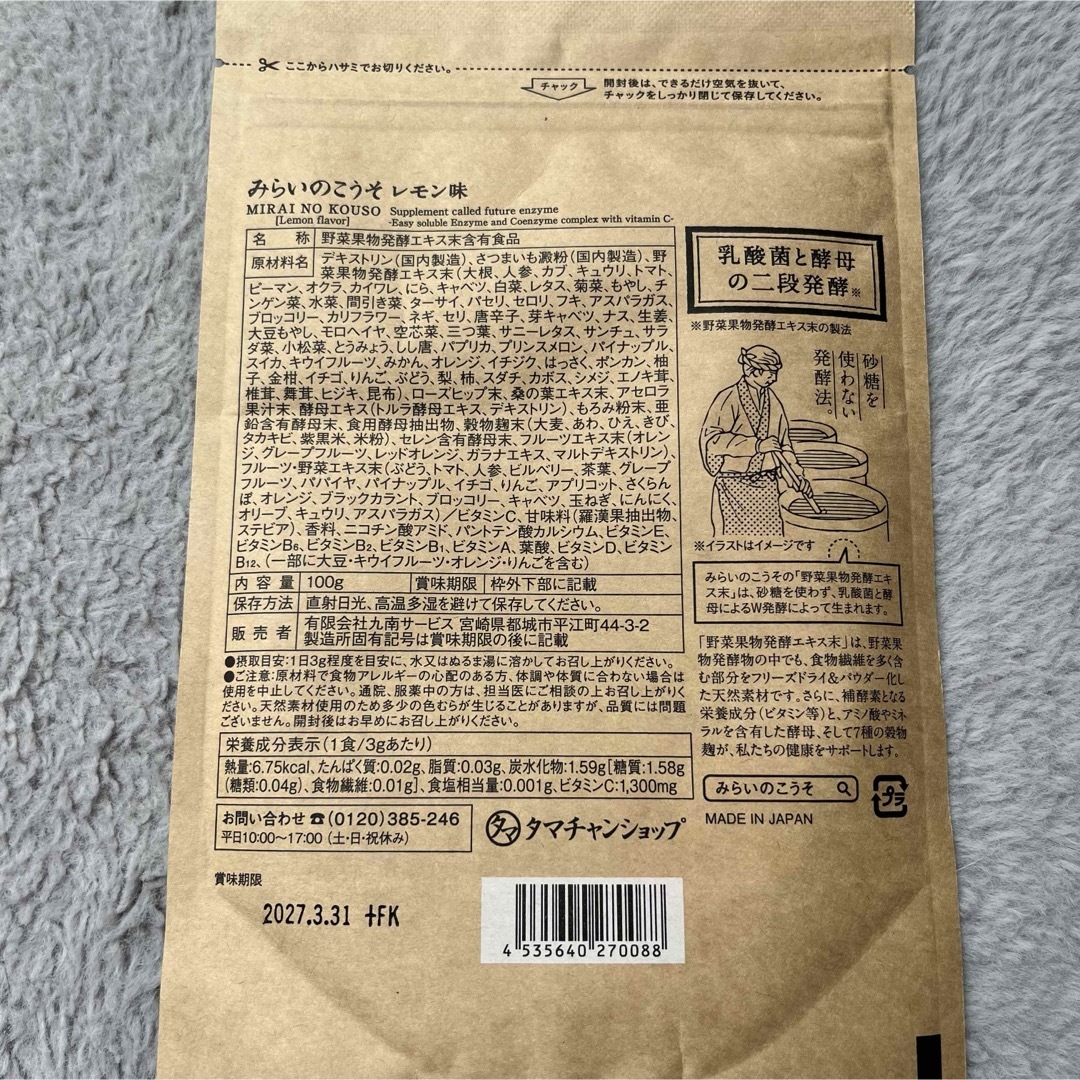 ここからハサミでお切りください。
チャック
開封後は、できるだけ空気を抜いて、
チャックをしっかり閉じて保存してください。
みらいのこうそ レモン味
MIRAI NO KOUSO Supplement called future enzyme
[Lemon flavor] -Easy soluble Enzyme and Coenzyme complex with vitamin C-
名 称 野菜果物発酵エキス末含有食品
原材料名 デキストリン(国内製造)、さつまいも澱粉(国内製造)、野
菜果物発酵エキス末(大根、人参、カブ、キュウリ、トマト、
ピーマン、オクラ、カイワレ、にら、キャベツ、白菜、レタス、菊菜、もやし、チ
ンゲン菜、水菜、間引き菜、ターサイ、パセリ、セロリ、フキ、アスパラガス、
ブロッコリー、カリフラワー、ネギ、セリ、唐辛子、芽キャベツ、ナス、生姜、
大豆もやし、モロヘイヤ、空芯菜、三つ葉、サニーレタス、サンチュ、サラ
ダ菜、小松菜、とうみょう、しし唐、パプリカ、プリンスメロン、パイナップル、
スイカ、キウイフルーツ、みかん、オレンジ、イチジク、はっさく、ポンカン、柚
子、金柑、イチゴ、りんご、ぶどう、梨、柿、スダチ、カボス、シメジ、エノキ茸、
椎茸、舞茸、ヒジキ、昆布)、ローズヒップ末、桑の葉エキス末、アセロラ
果汁末、酵母エキス(トルラ酵母エキス、デキストリン)、もろみ粉末、亜
鉛含有酵母末、食用酵母抽出物、穀物麹末(大麦、あわ、ひえ、きび、
タカキビ、紫黒米、米粉)、セレン含有酵母末、フルーツエキス末(オレン
ジ、グレープフルーツ、レッドオレンジ、ガラナエキス、マルトデキストリン)、
フルーツ・野菜エキス末(ぶどう、トマト、人参、ビルベリー、茶葉、グレープ
フルーツ、パパイヤ、パイナップル、イチゴ、りんご、アプリコット、さくらん
ぼ、オレンジ、ブラックカラント、ブロッコリー、キャベツ、玉ねぎ、にんにく、
オリーブ、キュウリ、アスパラガス)/ビタミンC、甘味料(羅漢果抽出物、
ステビア)、香料、ニコチン酸アミド、パントテン酸カルシウム、ビタミンE、
ビタミンB6、ビタミンB2、ビタミンB1、ビタミンA、葉酸、ビタミンD、ビタミン
B12、(一部に大豆・キウイフルーツ・オレンジ・りんごを含む)
内 容 量 100g 賞味期限 枠外下部に記載
保存方法 直射日光、高温多湿を避けて保存してください。
販 売 者 有限会社九南サービス 宮崎県都城市平江町44-3-2
製造所固有記号は賞味期限の後に記載
●摂取目安:1日3g程度を目安に、水又はぬるま湯に溶かしてお召し上がりください。
●ご注意:原材料で食物アレルギーの心配のある方、体調や体質に合わない場合は
使用を中止してください。通院、服薬中の方は、担当医にご相談の上お召し上がりく
ださい。天然素材使用のため多少の色むらが生じることがありますが、品質には問題
ございません。開封後はお早めにお召し上がりください。
栄養成分表示(1食/3gあたり)
熱量:6.75kcal、たんぱく質:0.02g、脂質:0.03g、炭水化物:1.59g[糖質:1.58g
(糖類:0.04g)、食物繊維:0.01g]、食塩相当量:0.001g、ビタミンC:1,300mg
お問い合わせ☎(0120)385-246
平日10:00〜17:00(土・日・祝休み)
タマ タマチャンショップ
賞味期限
2027.3.31 +FK
4 535640 270088
乳酸菌と酵母
の二段発酵※
※野菜果物発酵エキス末の製法
砂糖を
使わない
発酵法。
※イラストはイメージです
みらいのこうその「野菜果物発酵エキ
ス末」は、砂糖を使わず、乳酸菌と酵
母によるW発酵によって生まれます。
「野菜果物発酵エキス末」は、野菜果
物発酵物の中でも、食物繊維を多く含
む部分をフリーズドライ&パウダー化し
た天然素材です。さらに、補酵素となる
栄養成分(ビタミン等)と、アミノ酸やミネ
ラルを含有した酵母、そして7種の穀物
麹が、私たちの健康をサポートします。
みらいのこうそ
プラ
MADE IN JAPAN